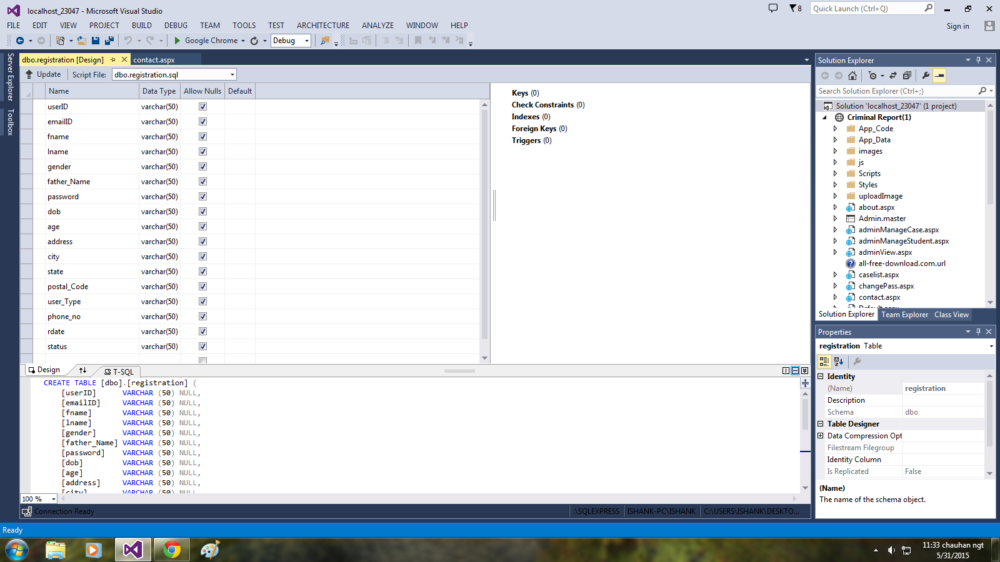 localhost_23047 - Microsoft Visual Studio
8
Quick Launch (Ctrl+Q)
FILE EDIT VIEW PROJECT BUILD DEBUG TEAM TOOLS TEST ARCHITECTURE ANALYZE WINDOW HELP
Sign in
Google Chrome Debug
Server Explorer
Toolbox
dbo.registration [Design] contact.aspx
Update Script File: dbo.registration.sql
Name Data Type Allow Nulls Default
userID varchar(50)
emailID varchar(50)
fname varchar(50)
lname varchar(50)
gender varchar(50)
father_Name varchar(50)
password varchar(50)
dob varchar(50)
age varchar(50)
address varchar(50)
city varchar(50)
state varchar(50)
postal_Code varchar(50)
user_Type varchar(50)
phone_no varchar(50)
rdate varchar(50)
status varchar(50)
Keys (0)
Check Constraints (0)
Indexes (0)
Foreign Keys (0)
Triggers (0)
Design T-SQL
CREATE TABLE [dbo].[registration] (
[userID] VARCHAR (50) NULL,
[emailID] VARCHAR (50) NULL,
[fname] VARCHAR (50) NULL,
[lname] VARCHAR (50) NULL,
[gender] VARCHAR (50) NULL,
[father_Name] VARCHAR (50) NULL,
[password] VARCHAR (50) NULL,
[dob] VARCHAR (50) NULL,
[age] VARCHAR (50) NULL,
[address] VARCHAR (50) NULL,
[city] VARCHAR (50) NULL,
100 %
Connection Ready .\SQLEXPRESS ISHANK-PC\ISHANK C:\USERS\ISHANK\DESKTO...
Solution Explorer
Search Solution Explorer (Ctrl+;)
Solution 'localhost_23047' (1 project)
Criminal Report(1)
App_Code
App_Data
images
js
Scripts
Styles
uploadImage
about.aspx
Admin.master
adminManageCase.aspx
adminManageStudent.aspx
adminView.aspx
all-free-download.com.url
caselist.aspx
changePass.aspx
contact.aspx
Default.aspx
Solution Explorer Team Explorer Class View
Properties
registration Table
Identity
(Name) registration
Description
Schema dbo
Table Designer
Data Compression Opt
Filestream Filegroup
Identity Column
Is Replicated False
(Name)
The name of the schema object.
Ready
11:33 chauhan ngt
5/31/2015